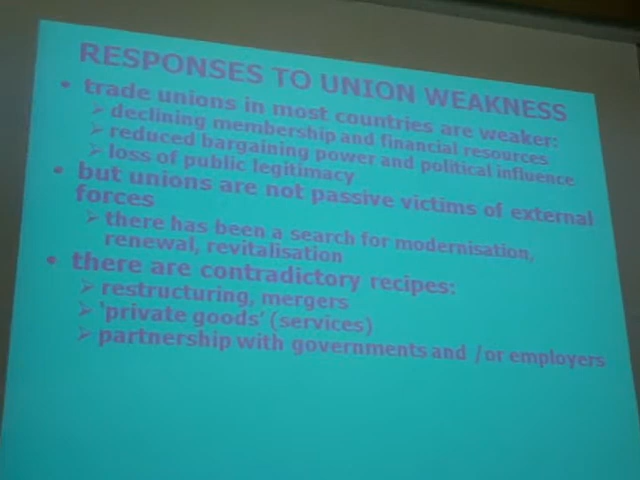 RESPONSES TO UNION WEAKNESS
• trade unions in most countries are weaker:
➢ declining membership and financial resources
➢ reduced bargaining power and political influence
➢ loss of public legitimacy
• but unions are not passive victims of external
forces
➢ there has been a search for modernisation,
renewal, revitalisation
• there are contradictory recipes:
➢ restructuring, mergers
➢ 'private goods' (services)
➢ partnership with governments and /or employers